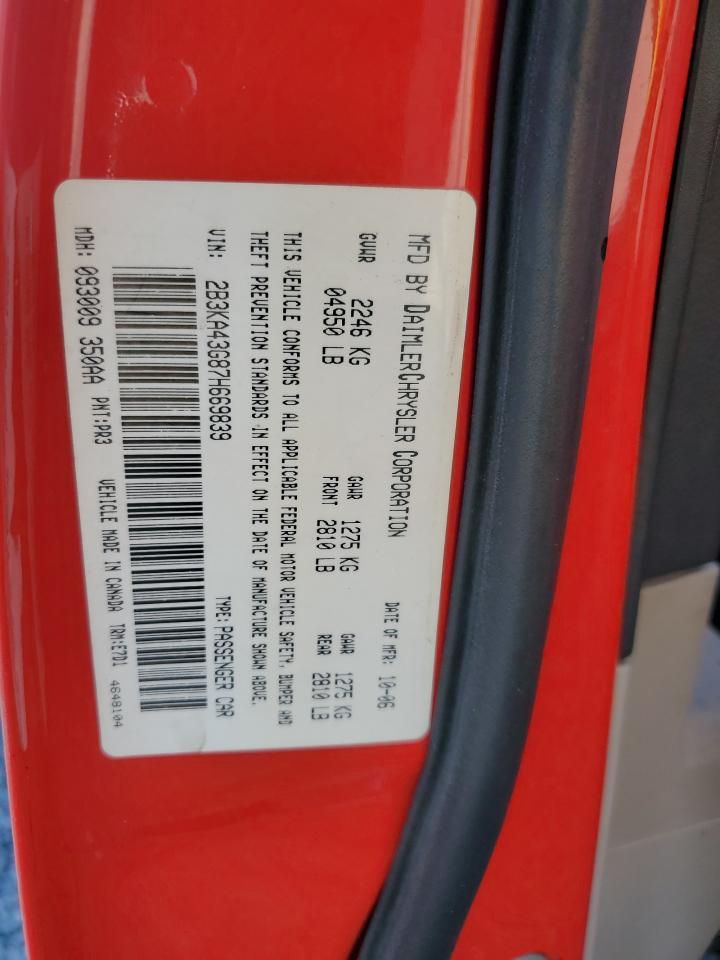 MFD BY DAIMLERCHRYSLER CORPORATION
DATE OF MFR: 10-06
GVWR 2246 KG
04950 LB
GAWR FRONT 1275 KG
2810 LB
GAWR REAR 1275 KG
2810 LB
THIS VEHICLE CONFORMS TO ALL APPLICABLE FEDERAL MOTOR VEHICLE SAFETY, BUMPER AND
THEFT PREVENTION STANDARDS IN EFFECT ON THE DATE OF MANUFACTURE SHOWN ABOVE.
VIN: 2B3KA43G87H669839
TYPE: PASSENGER CAR
MDH: 093009 350AA PNT:PR3
VEHICLE MADE IN CANADA TRM:E7D1
4648104